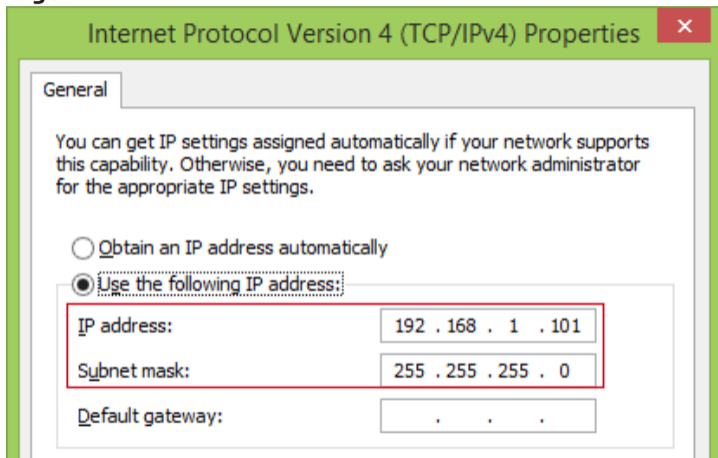 Internet Protocol Version 4 (TCP/IPv4) Properties
General
You can get IP settings assigned automatically if your network supports
this capability. Otherwise, you need to ask your network administrator
for the appropriate IP settings.
Obtain an IP address automatically
Use the following IP address:
IP address: 192 . 168 . 1 . 101
Subnet mask: 255 . 255 . 255 . 0
Default gateway: . . .